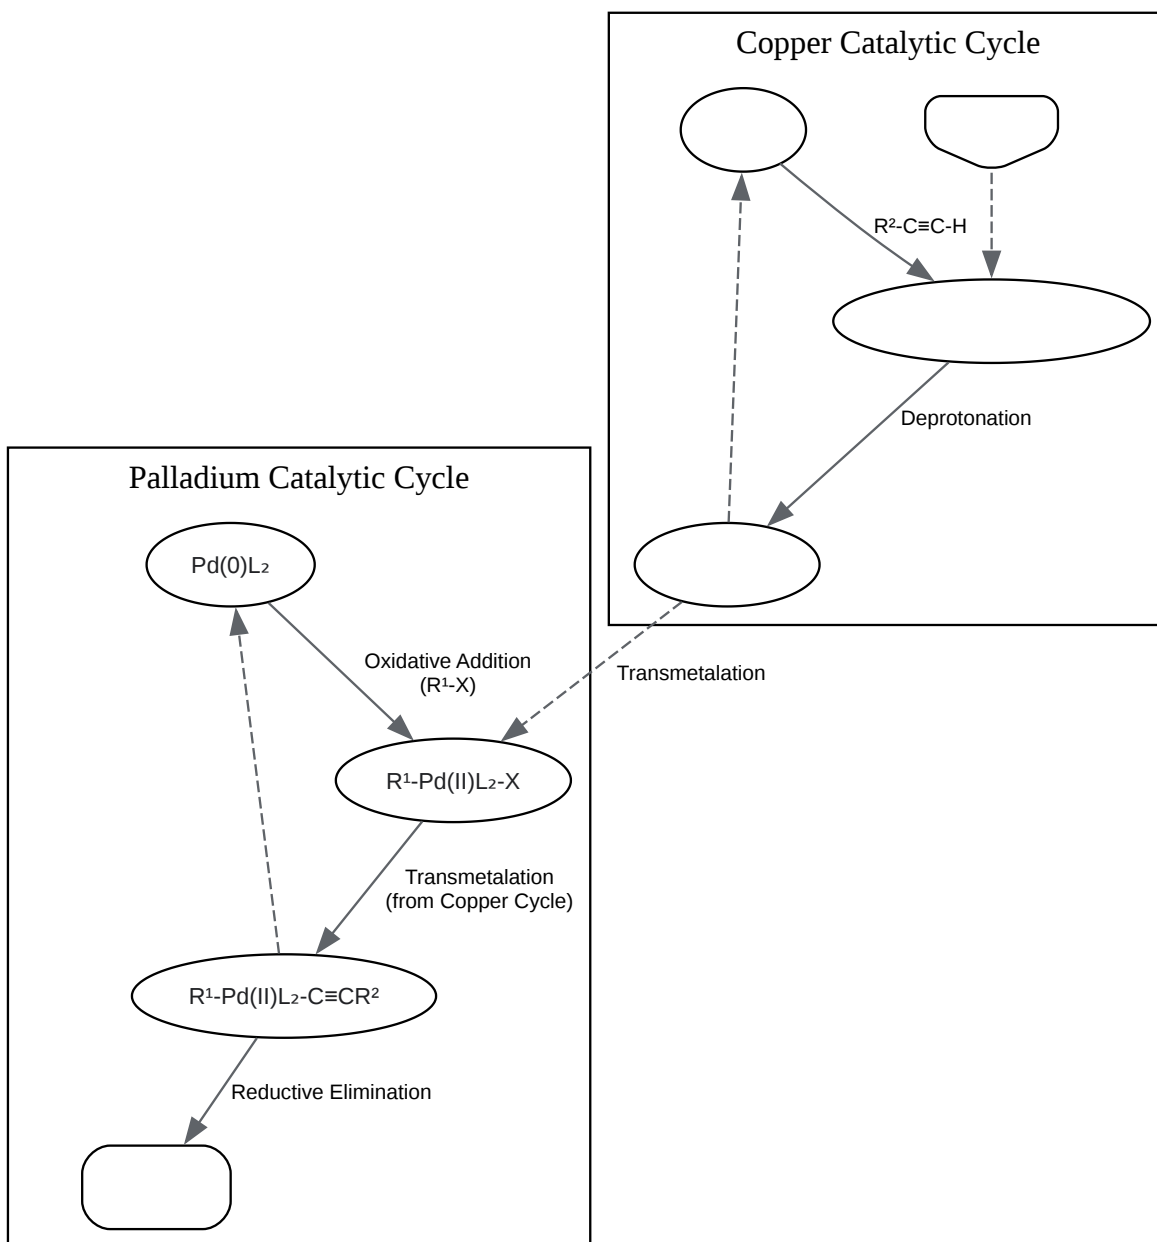 Copper Catalytic Cycle
R²-C≡C-H
Deprotonation
Palladium Catalytic Cycle
Pd(0)L₂
Oxidative Addition
(R¹-X)
Transmetalation
R¹-Pd(II)L₂-X
Transmetalation
(from Copper Cycle)
R¹-Pd(II)L₂-C≡CR²
Reductive Elimination